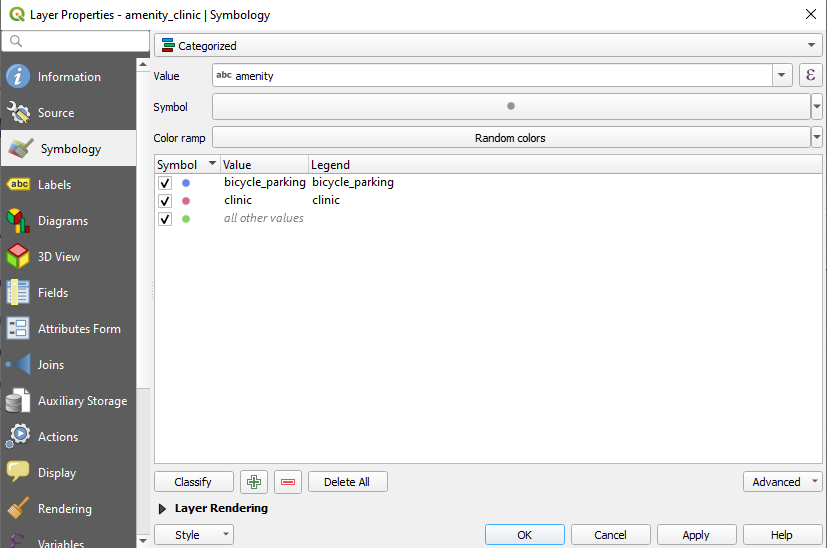 Layer Properties - amenity_clinic | Symbology
Categorized
Information
Source
Symbology
Labels
Diagrams
3D View
Fields
Attributes Form
Joins
Auxiliary Storage
Actions
Display
Rendering
Variables
Value abc amenity ε
Symbol
Color ramp Random colors
Symbol Value Legend
bicycle_parking bicycle_parking
clinic clinic
all other values
Classify Delete All Advanced
Layer Rendering
Style OK Cancel Apply Help
abc